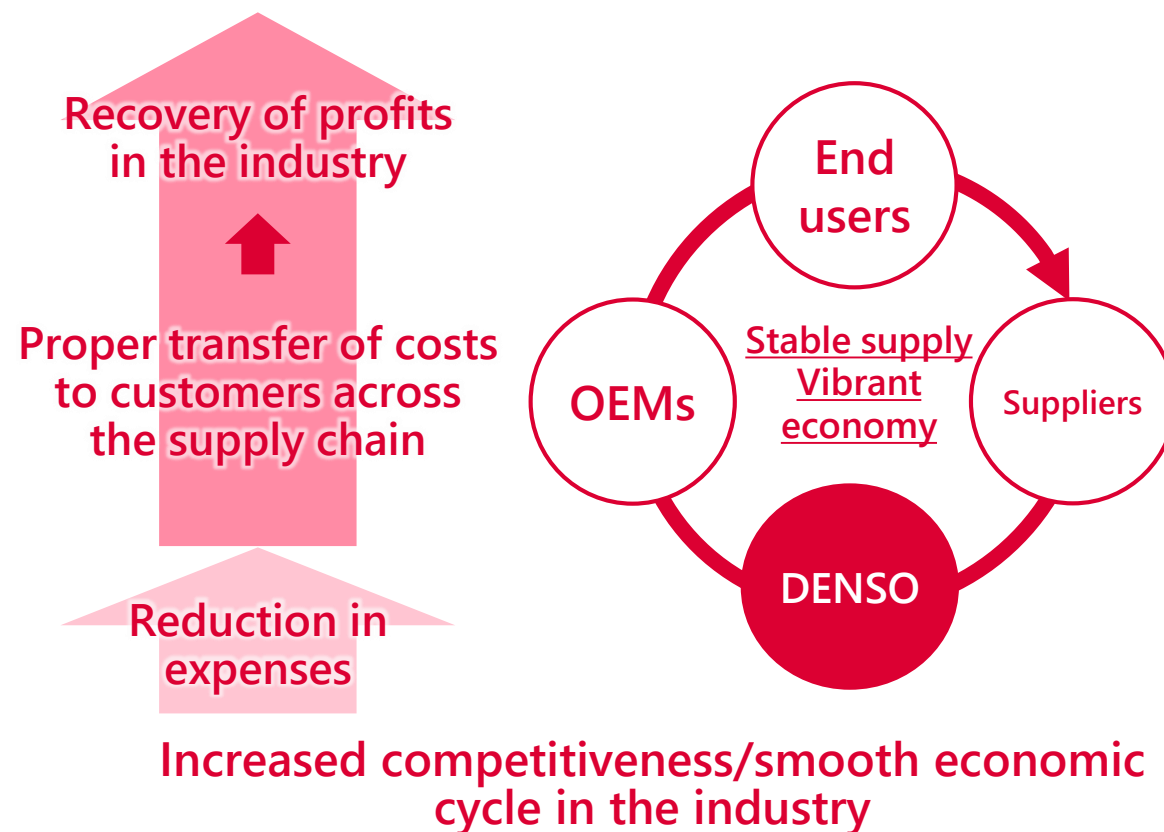 Recovery of profits
in the industry
Proper transfer of costs
to customers across
the supply chain
Reduction in
expenses
End
users
OEMs
Stable supply
Vibrant
economy
Suppliers
DENSO
Increased competitiveness/smooth economic
cycle in the industry